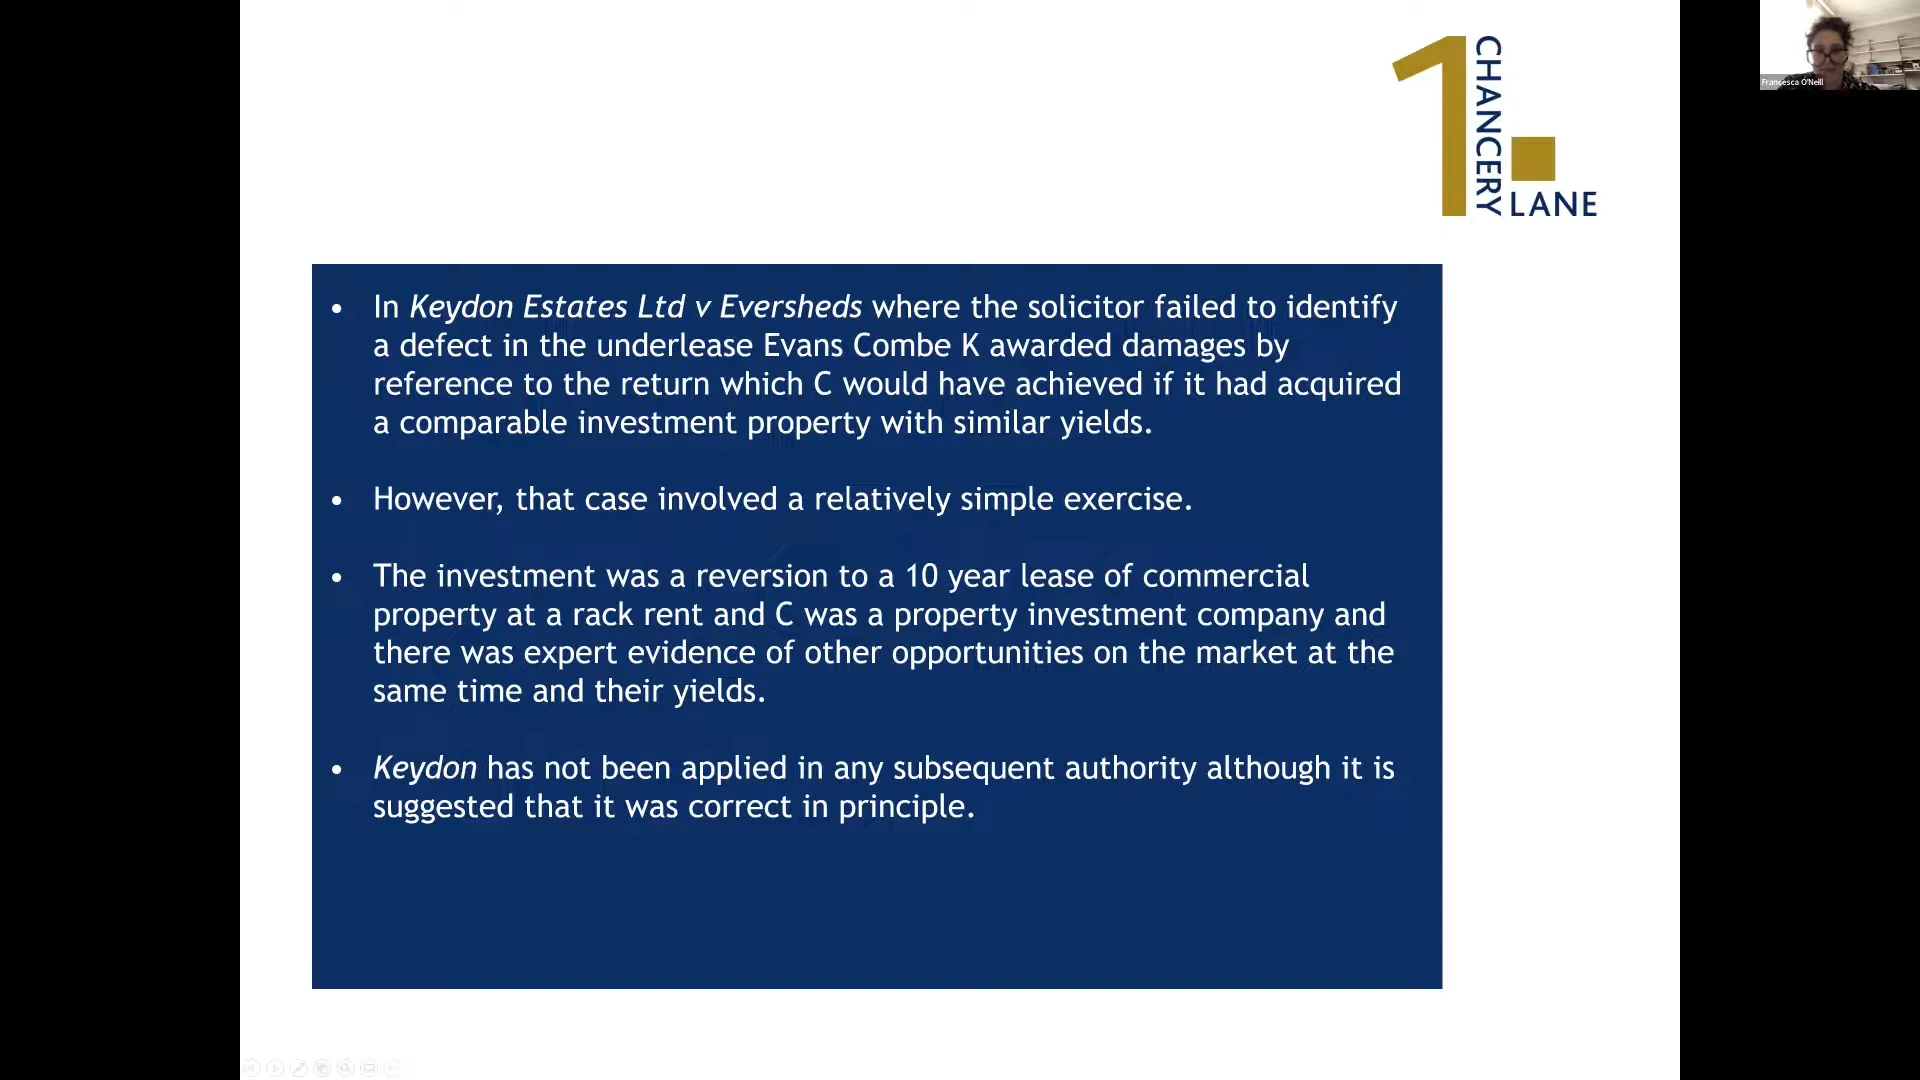 CHANCERY
LANE
Francesca O'Neill
• In Keydon Estates Ltd v Eversheds where the solicitor failed to identify
a defect in the underlease Evans Combe K awarded damages by
reference to the return which C would have achieved if it had acquired
a comparable investment property with similar yields.
• However, that case involved a relatively simple exercise.
• The investment was a reversion to a 10 year lease of commercial
property at a rack rent and C was a property investment company and
there was expert evidence of other opportunities on the market at the
same time and their yields.
• Keydon has not been applied in any subsequent authority although it is
suggested that it was correct in principle.